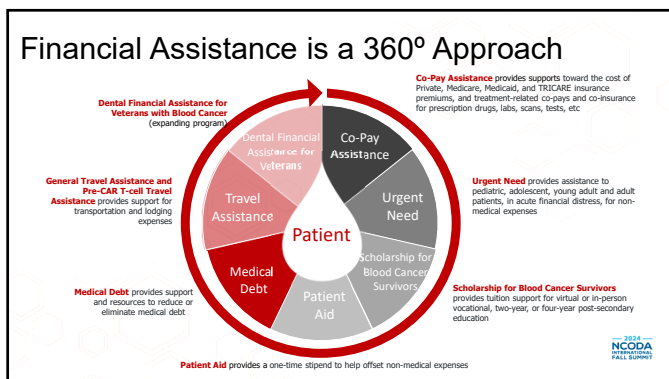 Financial Assistance is a 360º Approach
Co-Pay Assistance provides supports toward the cost of
Private, Medicare, Medicaid, and TRICARE insurance
premiums, and treatment-related co-pays and co-insurance
for prescription drugs, labs, scans, tests, etc
Dental Financial Assistance for
Veterans with Blood Cancer
(expanding program)
Dental Financial
Assistance for
Veterans
Co-Pay
Assistance
General Travel Assistance and
Pre-CAR T-cell Travel
Assistance provides support for
transportation and lodging
expenses
Travel
Assistance
Urgent
Need
Urgent Need provides assistance to
pediatric, adolescent, young adult and adult
patients, in acute financial distress, for non-
medical expenses
Patient
Medical
Debt
Scholarship for
Blood Cancer
Survivors
Patient
Aid
Medical Debt provides support
and resources to reduce or
eliminate medical debt
Scholarship for Blood Cancer Survivors
provides tuition support for virtual or in-person
vocational, two-year, or four-year post-secondary
education
Patient Aid provides a one-time stipend to help offset non-medical expenses
2024
NCODA
INTERNATIONAL
FALL SUMMIT